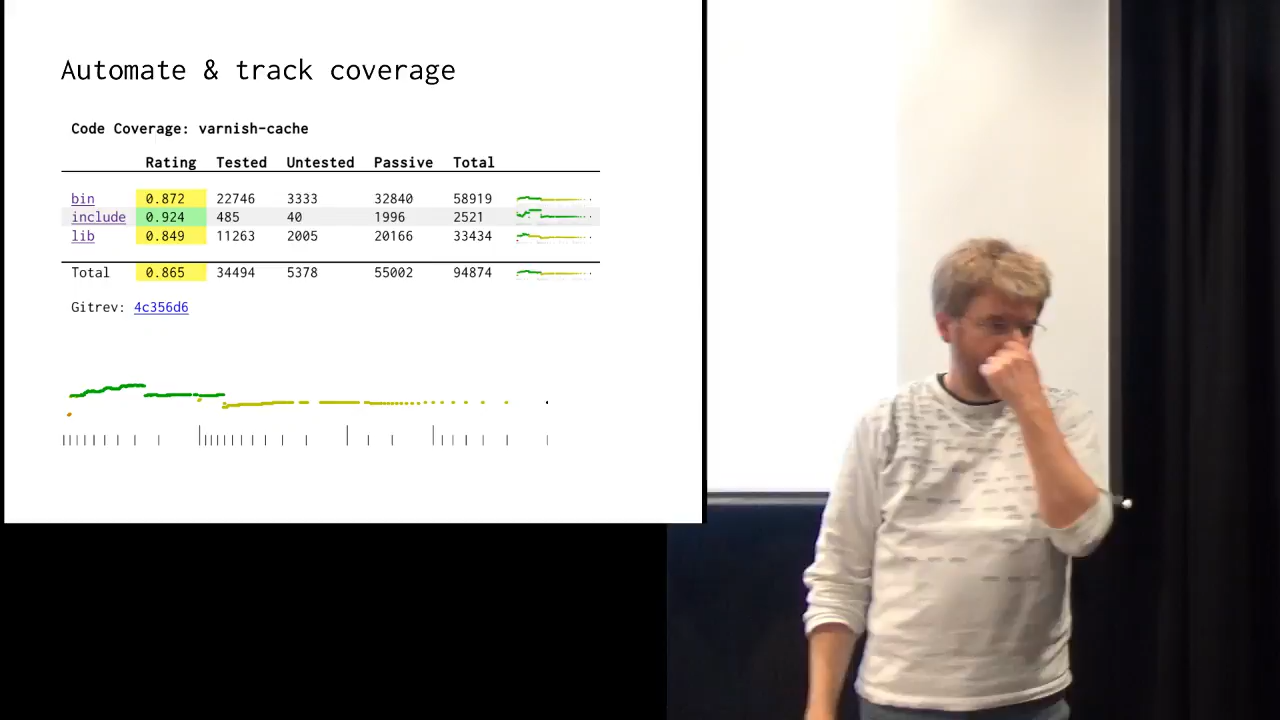 Automate & track coverage
Code Coverage: varnish-cache
Rating Tested Untested Passive Total
bin 0.872 22746 3333 32840 58919
include 0.924 485 40 1996 2521
lib 0.849 11263 2005 20166 33434
Total 0.865 34494 5378 55002 94874
Gitrev: 4c356d6